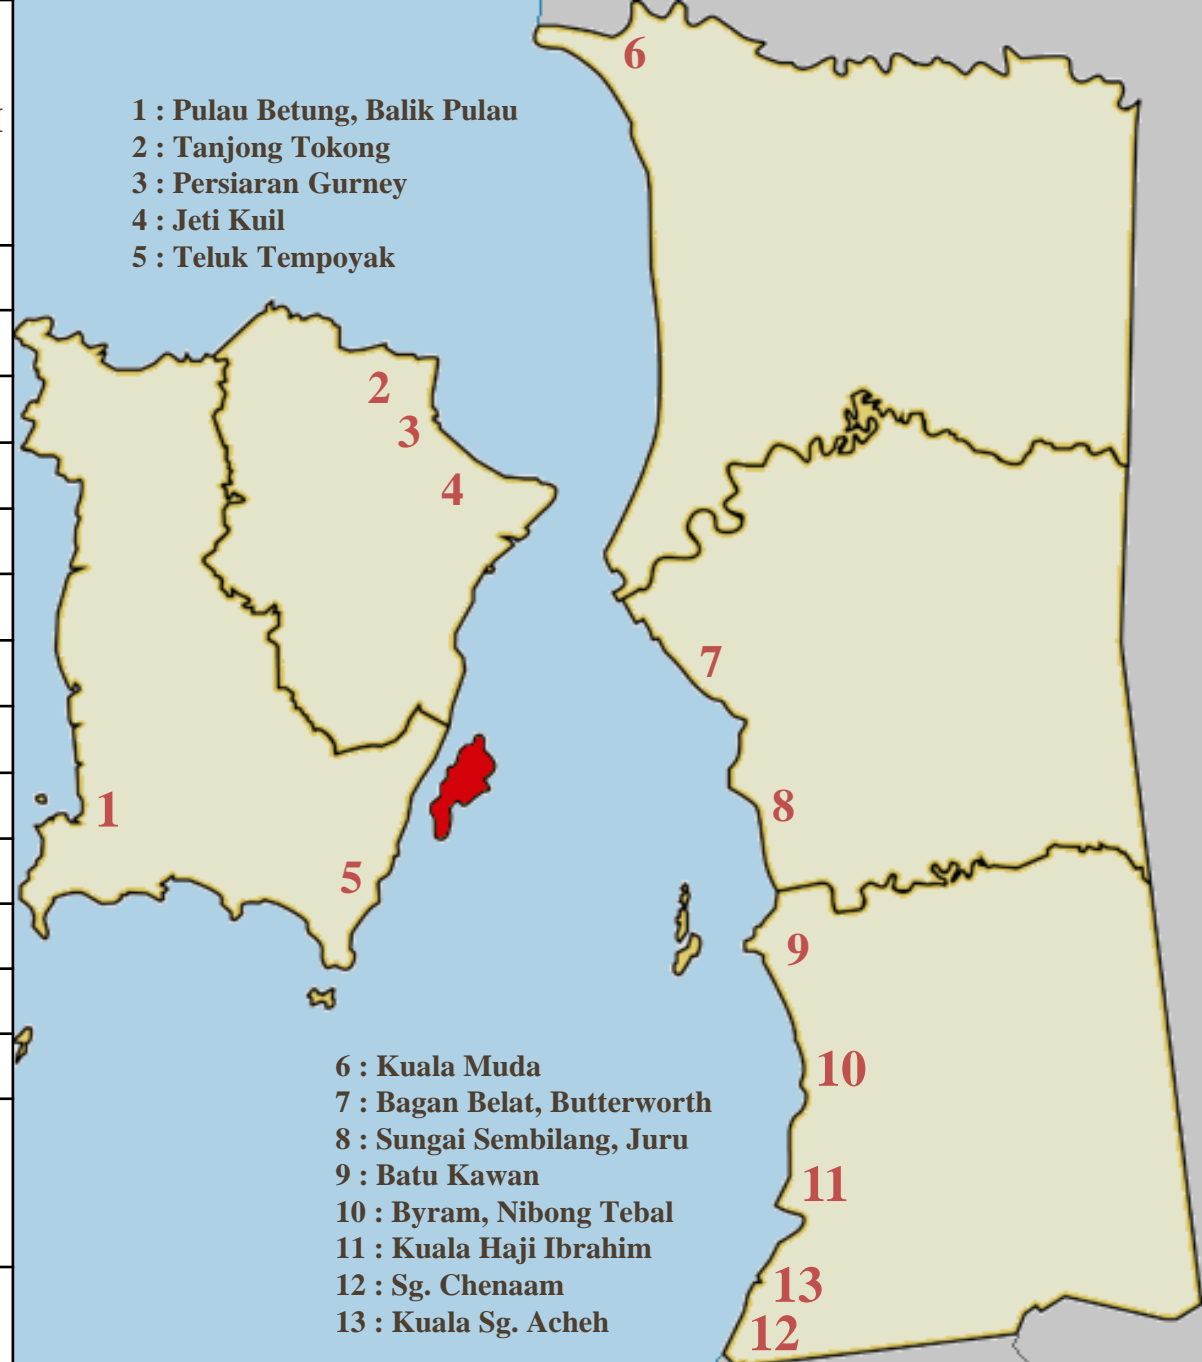 6
1 : Pulau Betung, Balik Pulau
2 : Tanjong Tokong
3 : Persiaran Gurney
4 : Jeti Kuil
5 : Teluk Tempoyak
2
3
4
7
8
1
5
9
6 : Kuala Muda
7 : Bagan Belat, Butterworth
8 : Sungai Sembilang, Juru
9 : Batu Kawan
10 : Byram, Nibong Tebal
11 : Kuala Haji Ibrahim
12 : Sg. Chenaam
13 : Kuala Sg. Acheh
10
11
13
12